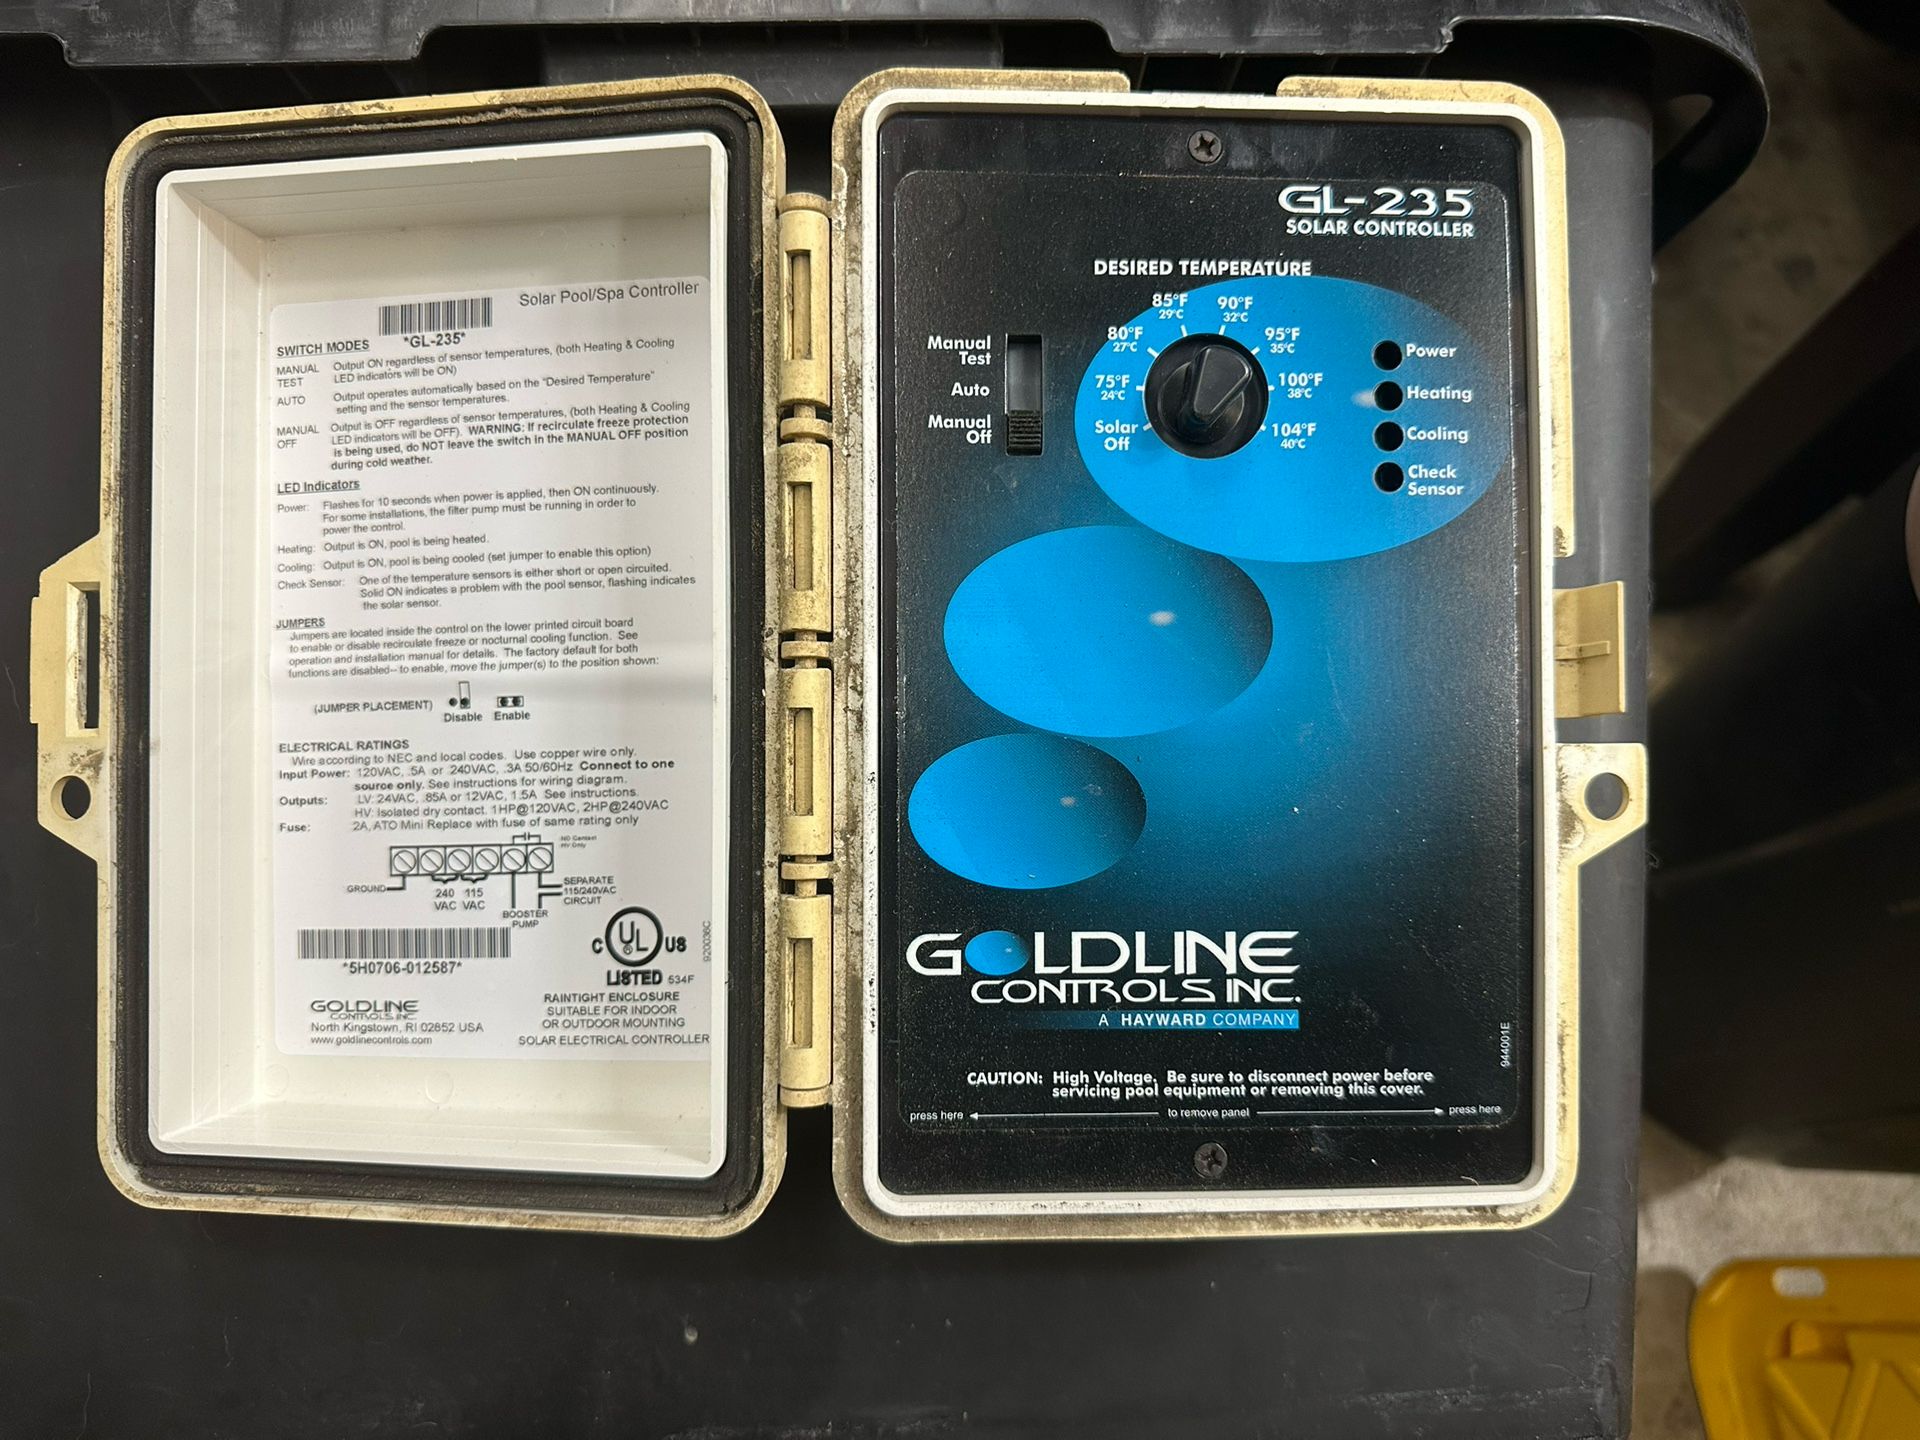 Solar Pool/Spa Controller
*GL-235*
SWITCH MODES
MANUAL TEST Output ON regardless of sensor temperatures, (both Heating & Cooling
LED indicators will be ON)
AUTO Output operates automatically based on the "Desired Temperature"
setting and the sensor temperatures.
MANUAL OFF Output is OFF regardless of sensor temperatures, (both Heating & Cooling
LED indicators will be OFF). WARNING: If recirculate freeze protection
is being used, do NOT leave the switch in the MANUAL OFF position
during cold weather.
LED Indicators
Power: Flashes for 10 seconds when power is applied, then ON continuously.
For some installations, the filter pump must be running in order to
power the control.
Heating: Output is ON, pool is being heated.
Cooling: Output is ON, pool is being cooled (set jumper to enable this option)
Check Sensor: One of the temperature sensors is either short or open circuited.
Solid ON indicates a problem with the pool sensor, flashing indicates
the solar sensor.
JUMPERS
Jumpers are located inside the control on the lower printed circuit board
to enable or disable recirculate freeze or nocturnal cooling function. See
operation and installation manual for details. The factory default for both
functions are disabled-- to enable, move the jumper(s) to the position shown:
(JUMPER PLACEMENT)
Disable Enable
ELECTRICAL RATINGS
Wire according to NEC and local codes. Use copper wire only.
Input Power: 120VAC, .5A or 240VAC, .3A 50/60Hz Connect to one
source only. See instructions for wiring diagram.
Outputs: LV: 24VAC, .85A or 12VAC, 1.5A See instructions.
HV: Isolated dry contact. 1HP@120VAC, 2HP@240VAC
Fuse: 2A, ATO Mini Replace with fuse of same rating only
NO Contact
HV Only
GROUND
240 VAC
115 VAC
BOOSTER PUMP
SEPARATE
115/240VAC
CIRCUIT
*5H0706-012587*
C UL ® US
LISTED 534F
920036C
GOLDLINE
CONTROLS INC.
North Kingstown, RI 02852 USA
www.goldlinecontrols.com
RAINTIGHT ENCLOSURE
SUITABLE FOR INDOOR
OR OUTDOOR MOUNTING
SOLAR ELECTRICAL CONTROLLER
GL-235
SOLAR CONTROLLER
DESIRED TEMPERATURE
Manual
Test
Auto
Manual
Off
Solar
Off
75°F
24°C
80°F
27°C
85°F
29°C
90°F
32°C
95°F
35°C
100°F
38°C
104°F
40°C
Power
Heating
Cooling
Check
Sensor
GOLDLINE
CONTROLS INC.
A HAYWARD COMPANY
944001E
CAUTION: High Voltage. Be sure to disconnect power before
servicing pool equipment or removing this cover.
press here to remove panel press here